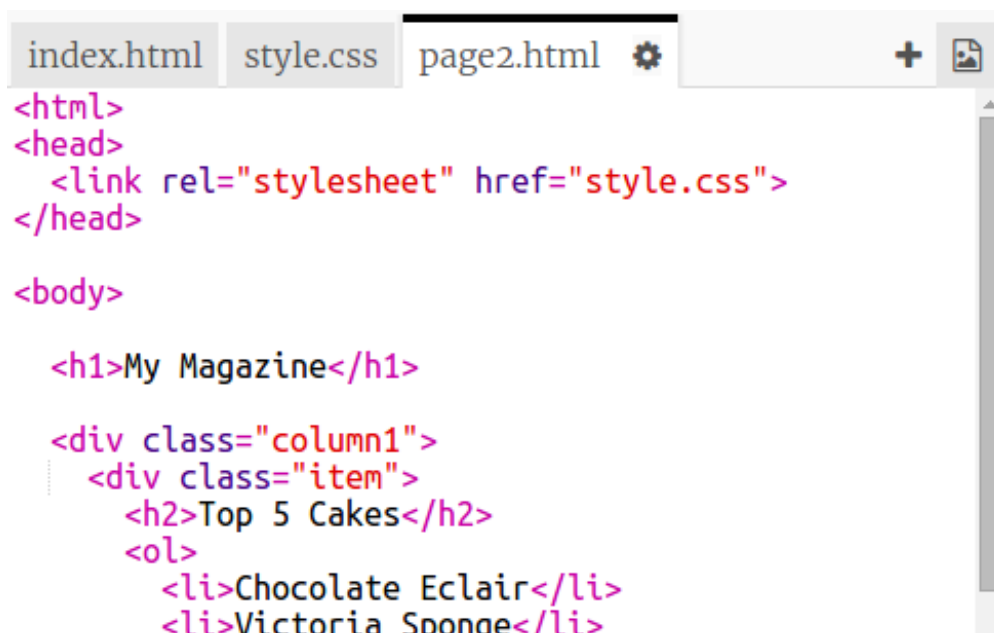 index.html style.css page2.html
<html>
<head>
  <link rel="stylesheet" href="style.css">
</head>
<body>
  <h1>My Magazine</h1>
  <div class="column1">
    <div class="item">
      <h2>Top 5 Cakes</h2>
      <ol>
        <li>Chocolate Eclair</li>
        <li>Victoria Sponge</li>